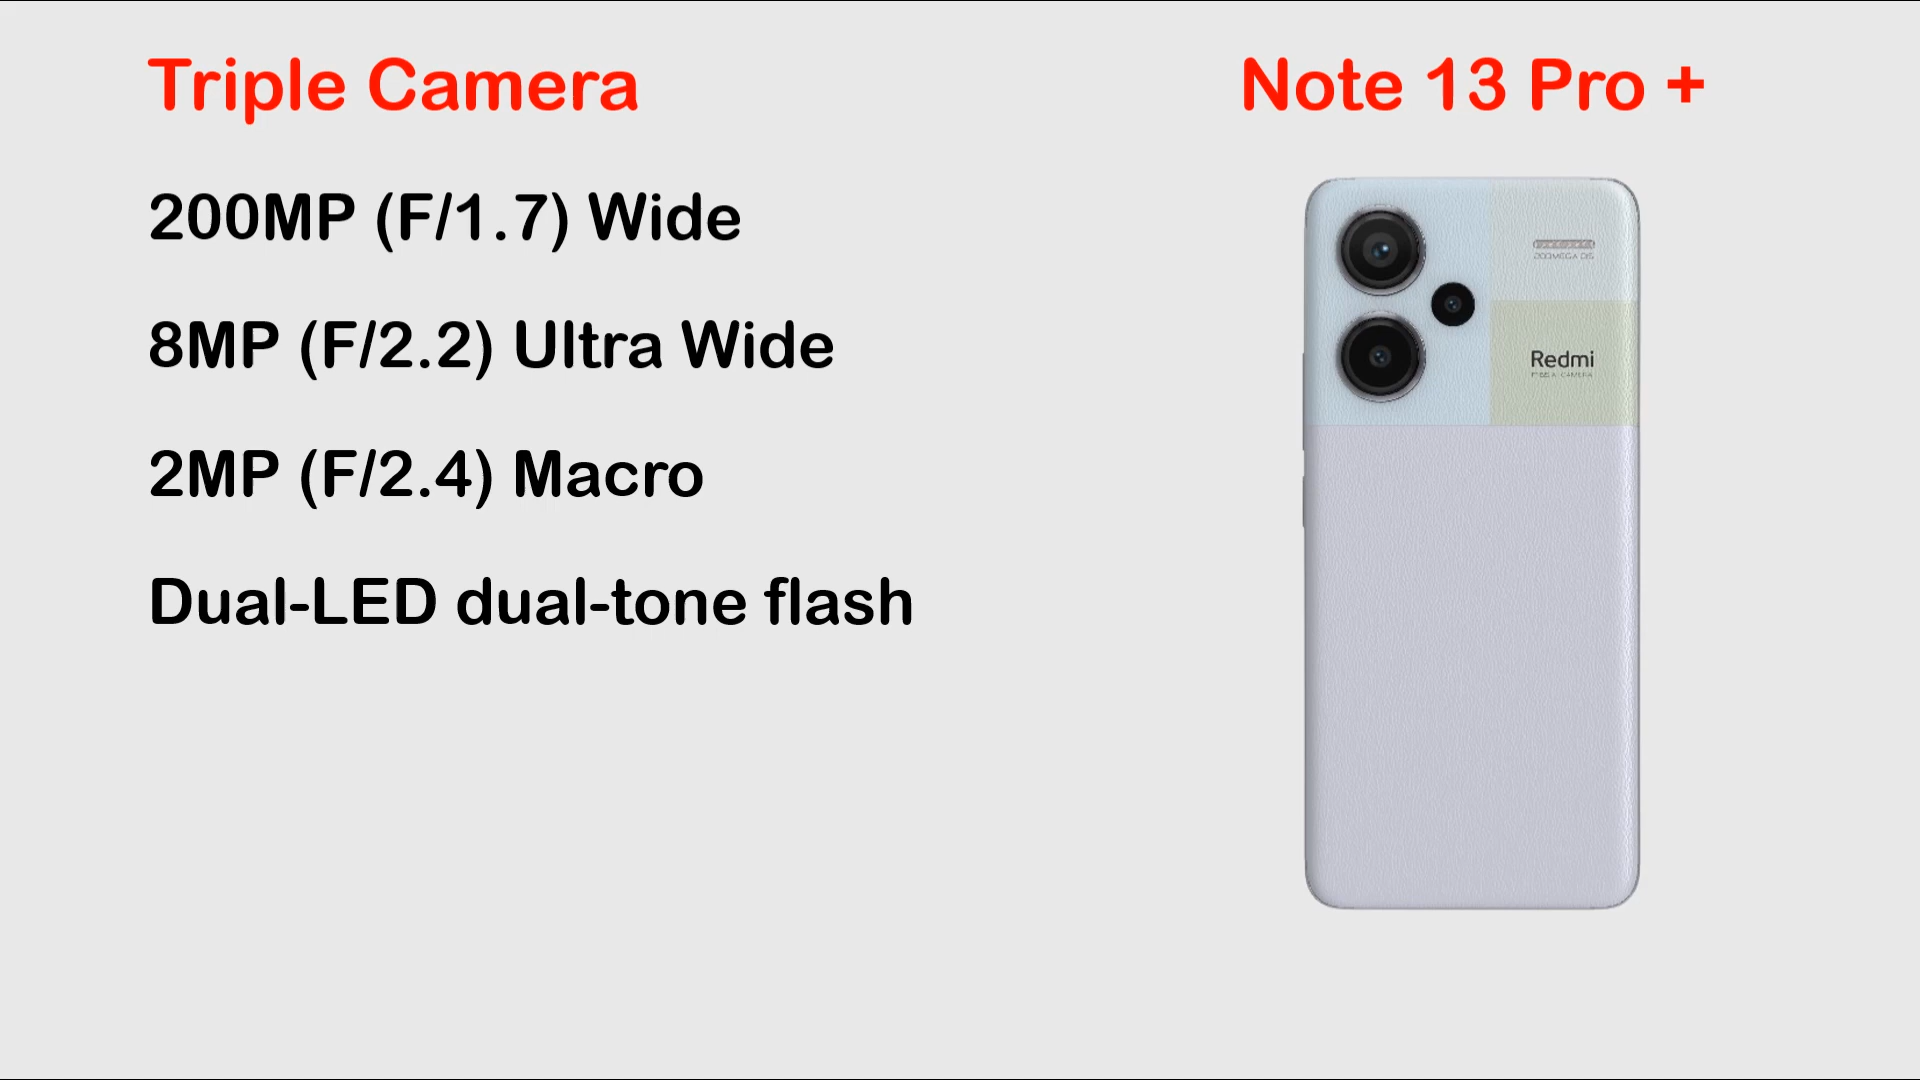 Triple Camera
Note 13 Pro +
200MP (F/1.7) Wide
8MP (F/2.2) Ultra Wide
2MP (F/2.4) Macro
Dual-LED dual-tone flash
Redmi